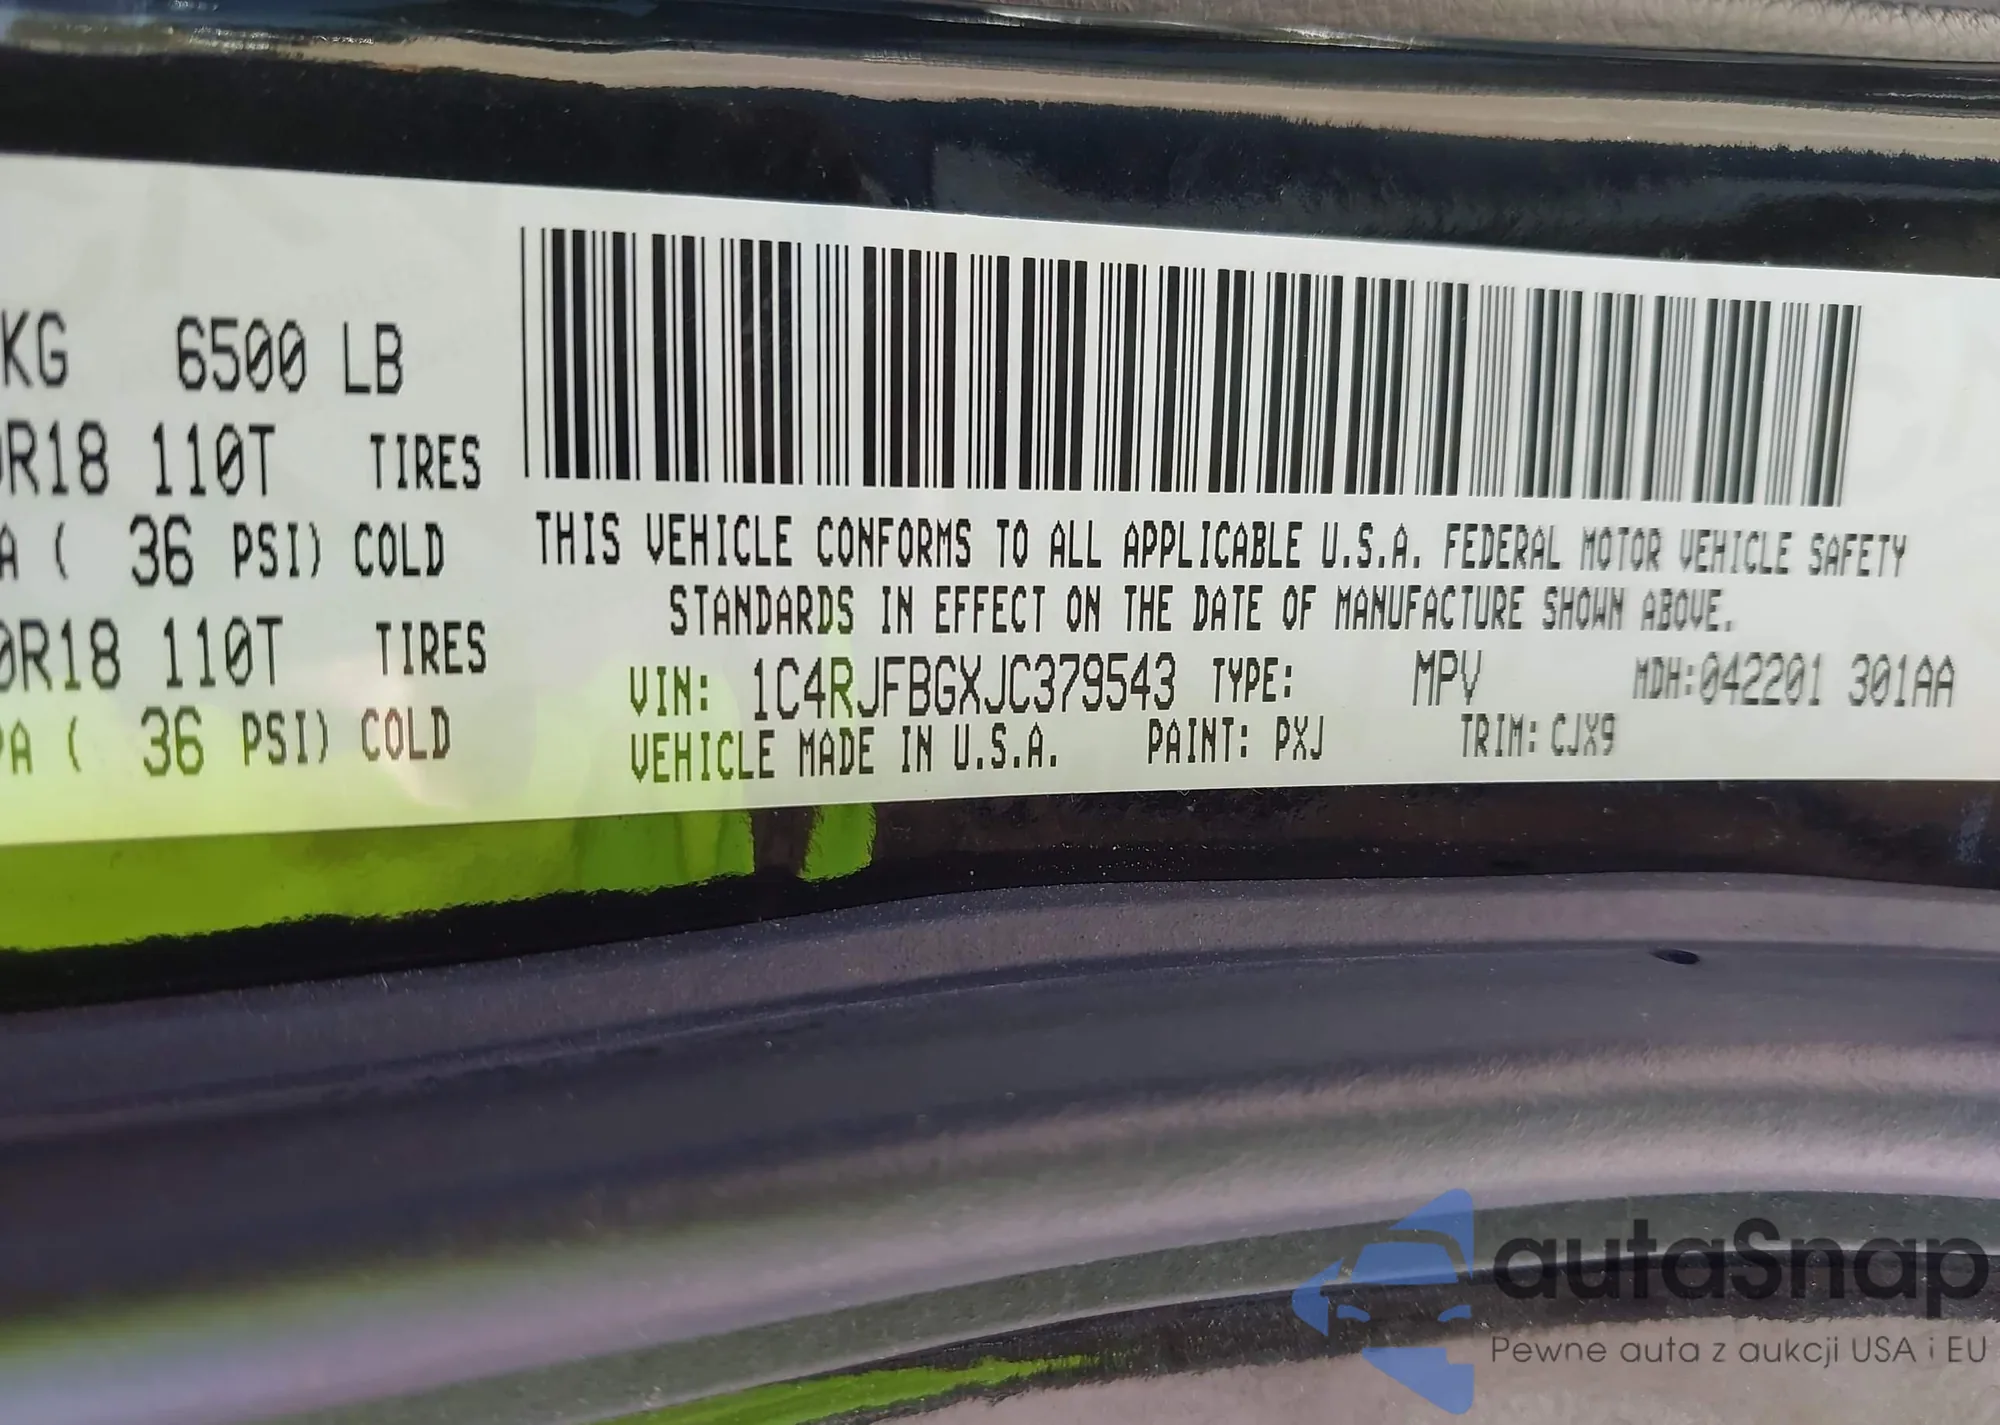 KG 6500 LB
0R18 110T TIRES
A ( 36 PSI) COLD
0R18 110T TIRES
PA ( 36 PSI) COLD
THIS VEHICLE CONFORMS TO ALL APPLICABLE U.S.A. FEDERAL MOTOR VEHICLE SAFETY
STANDARDS IN EFFECT ON THE DATE OF MANUFACTURE SHOWN ABOVE.
VIN: 1C4RJFBGXJC379543 TYPE: MPV MDH:042201 301AA
VEHICLE MADE IN U.S.A. PAINT: PXJ TRIM: CJX9
autaSnap
Pewne auta z aukcji USA i EU